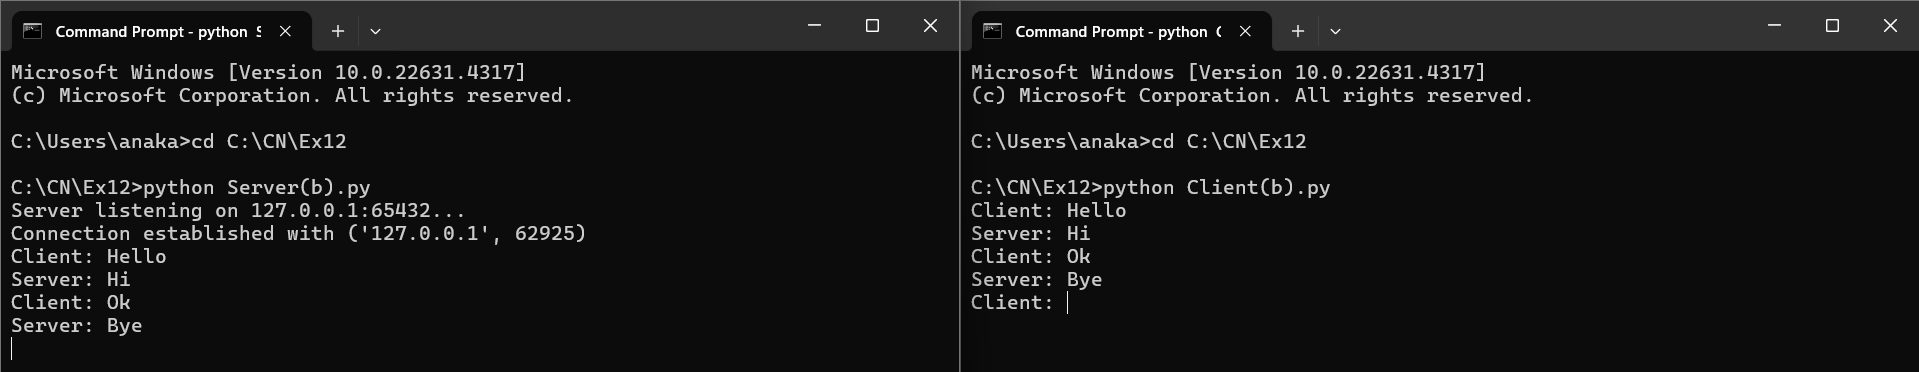 Command Prompt - python S
Microsoft Windows [Version 10.0.22631.4317]
(c) Microsoft Corporation. All rights reserved.
C:\Users\anaka>cd C:\CN\Ex12
C:\CN\Ex12>python Server(b).py
Server listening on 127.0.0.1:65432...
Connection established with ('127.0.0.1', 62925)
Client: Hello
Server: Hi
Client: Ok
Server: Bye
Command Prompt - python C
Microsoft Windows [Version 10.0.22631.4317]
(c) Microsoft Corporation. All rights reserved.
C:\Users\anaka>cd C:\CN\Ex12
C:\CN\Ex12>python Client(b).py
Client: Hello
Server: Hi
Client: Ok
Server: Bye
Client: